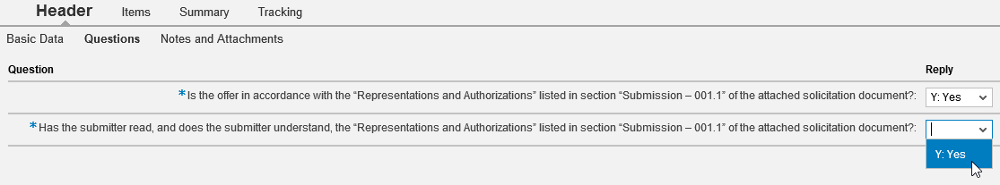 Header Items Summary Tracking
Basic Data Questions Notes and Attachments
Question Reply
*Is the offer in accordance with the “Representations and Authorizations” listed in section “Submission – 001.1” of the attached solicitation document?: Y: Yes
*Has the submitter read, and does the submitter understand, the “Representations and Authorizations” listed in section “Submission – 001.1” of the attached solicitation document?:
Y: Yes